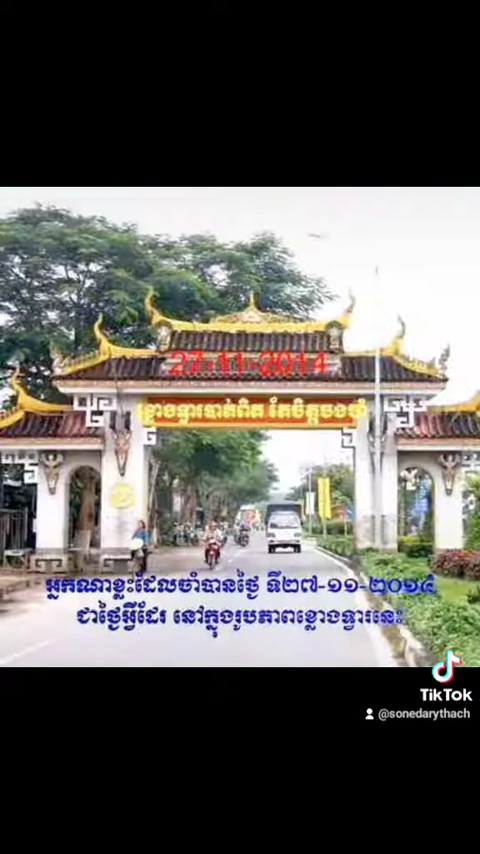 27-11-2014
ខ្លោងទ្វារបាត់ពិត តែចិត្តចងចាំ
អ្នកណាខ្លះដែលចាំបានថ្ងៃ ទី២៧-១១-២០១៤
ជាថ្ងៃអ្វីដែរ នៅក្នុងរូបភាពខ្លោងទ្វារនេះ
TikTok
@sonedarythach